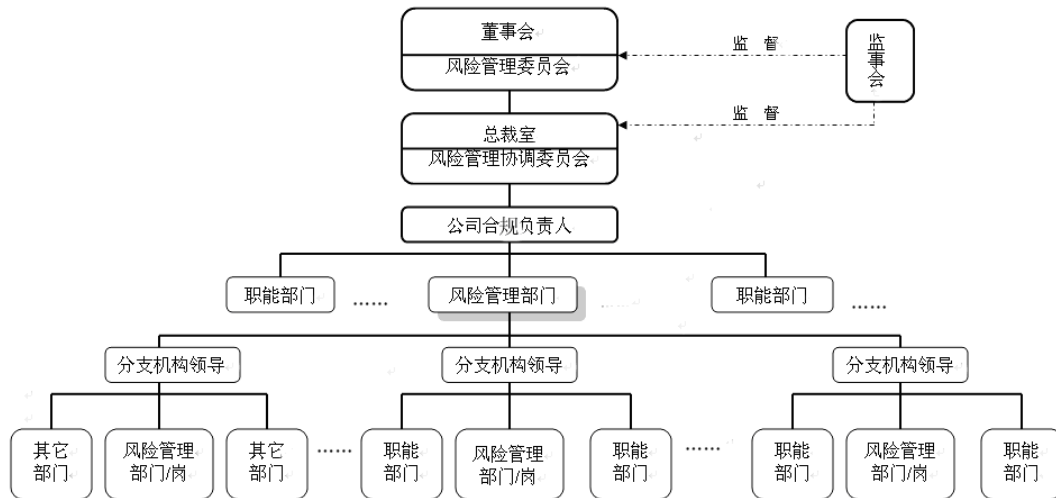 董事会
监 督
监事会
风险管理委员会
监 督
总裁室
风险管理协调委员会
公司合规负责人
职能部门
……
风险管理部门
……
职能部门
……
分支机构领导
分支机构领导
分支机构领导
其它
部门
风险管理
部门/岗
其它
部门
……
职能
部门
风险管理
部门/岗
职能
部门
……
职能
部门
风险管理
部门/岗
职能
部门